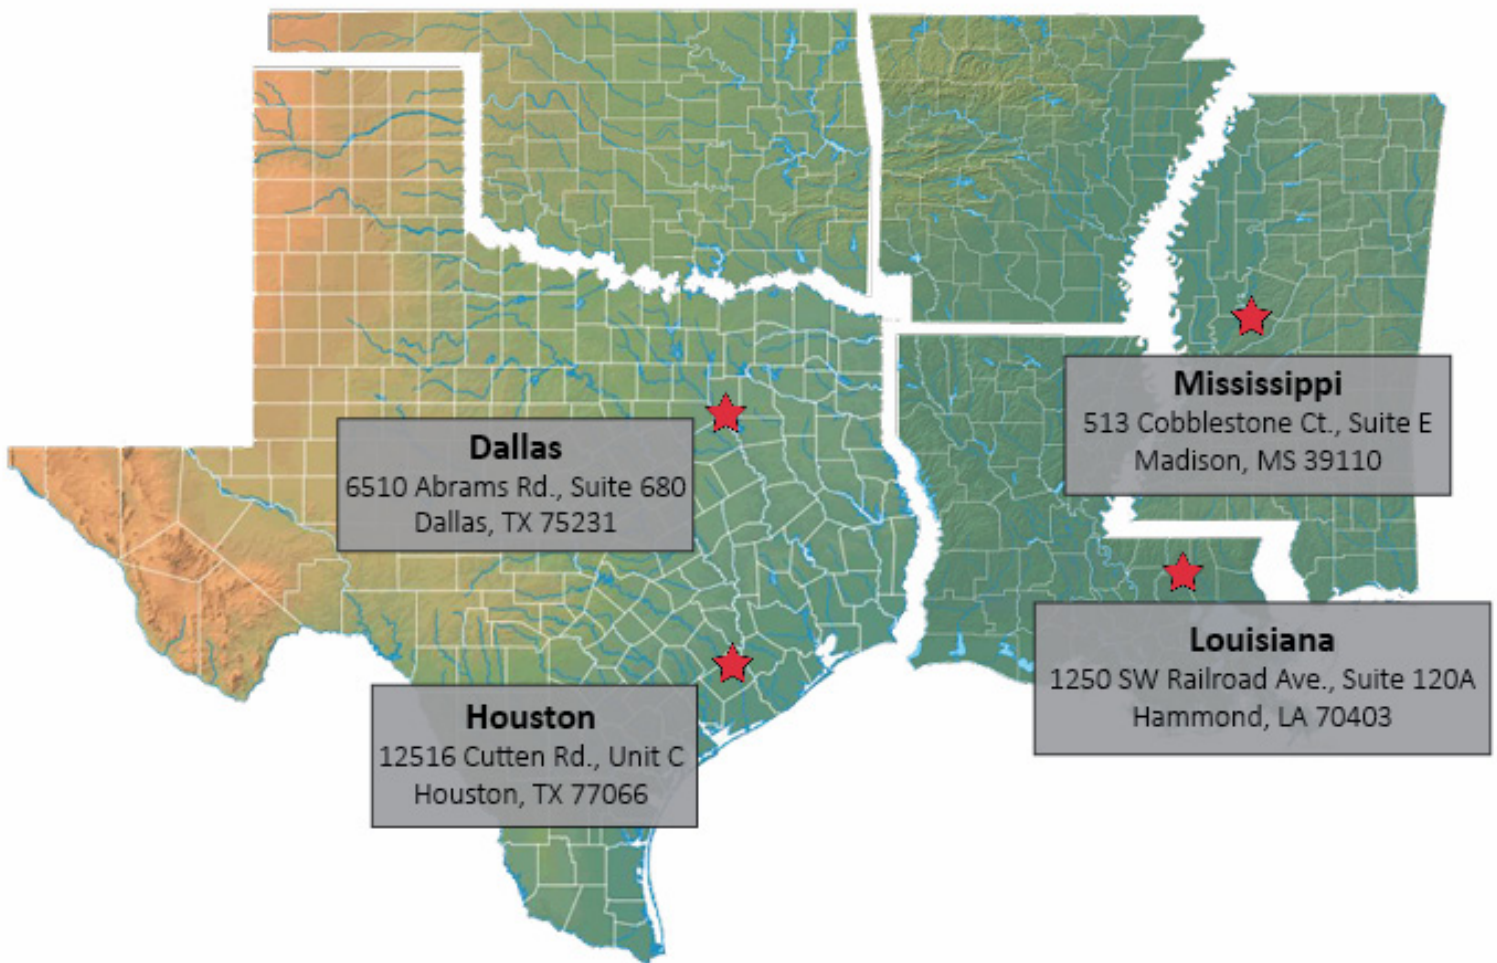 Mississippi
513 Cobblestone Ct., Suite E
Madison, MS 39110
Dallas
6510 Abrams Rd., Suite 680
Dallas, TX 75231
Louisiana
1250 SW Railroad Ave., Suite 120A
Hammond, LA 70403
Houston
12516 Cutten Rd., Unit C
Houston, TX 77066